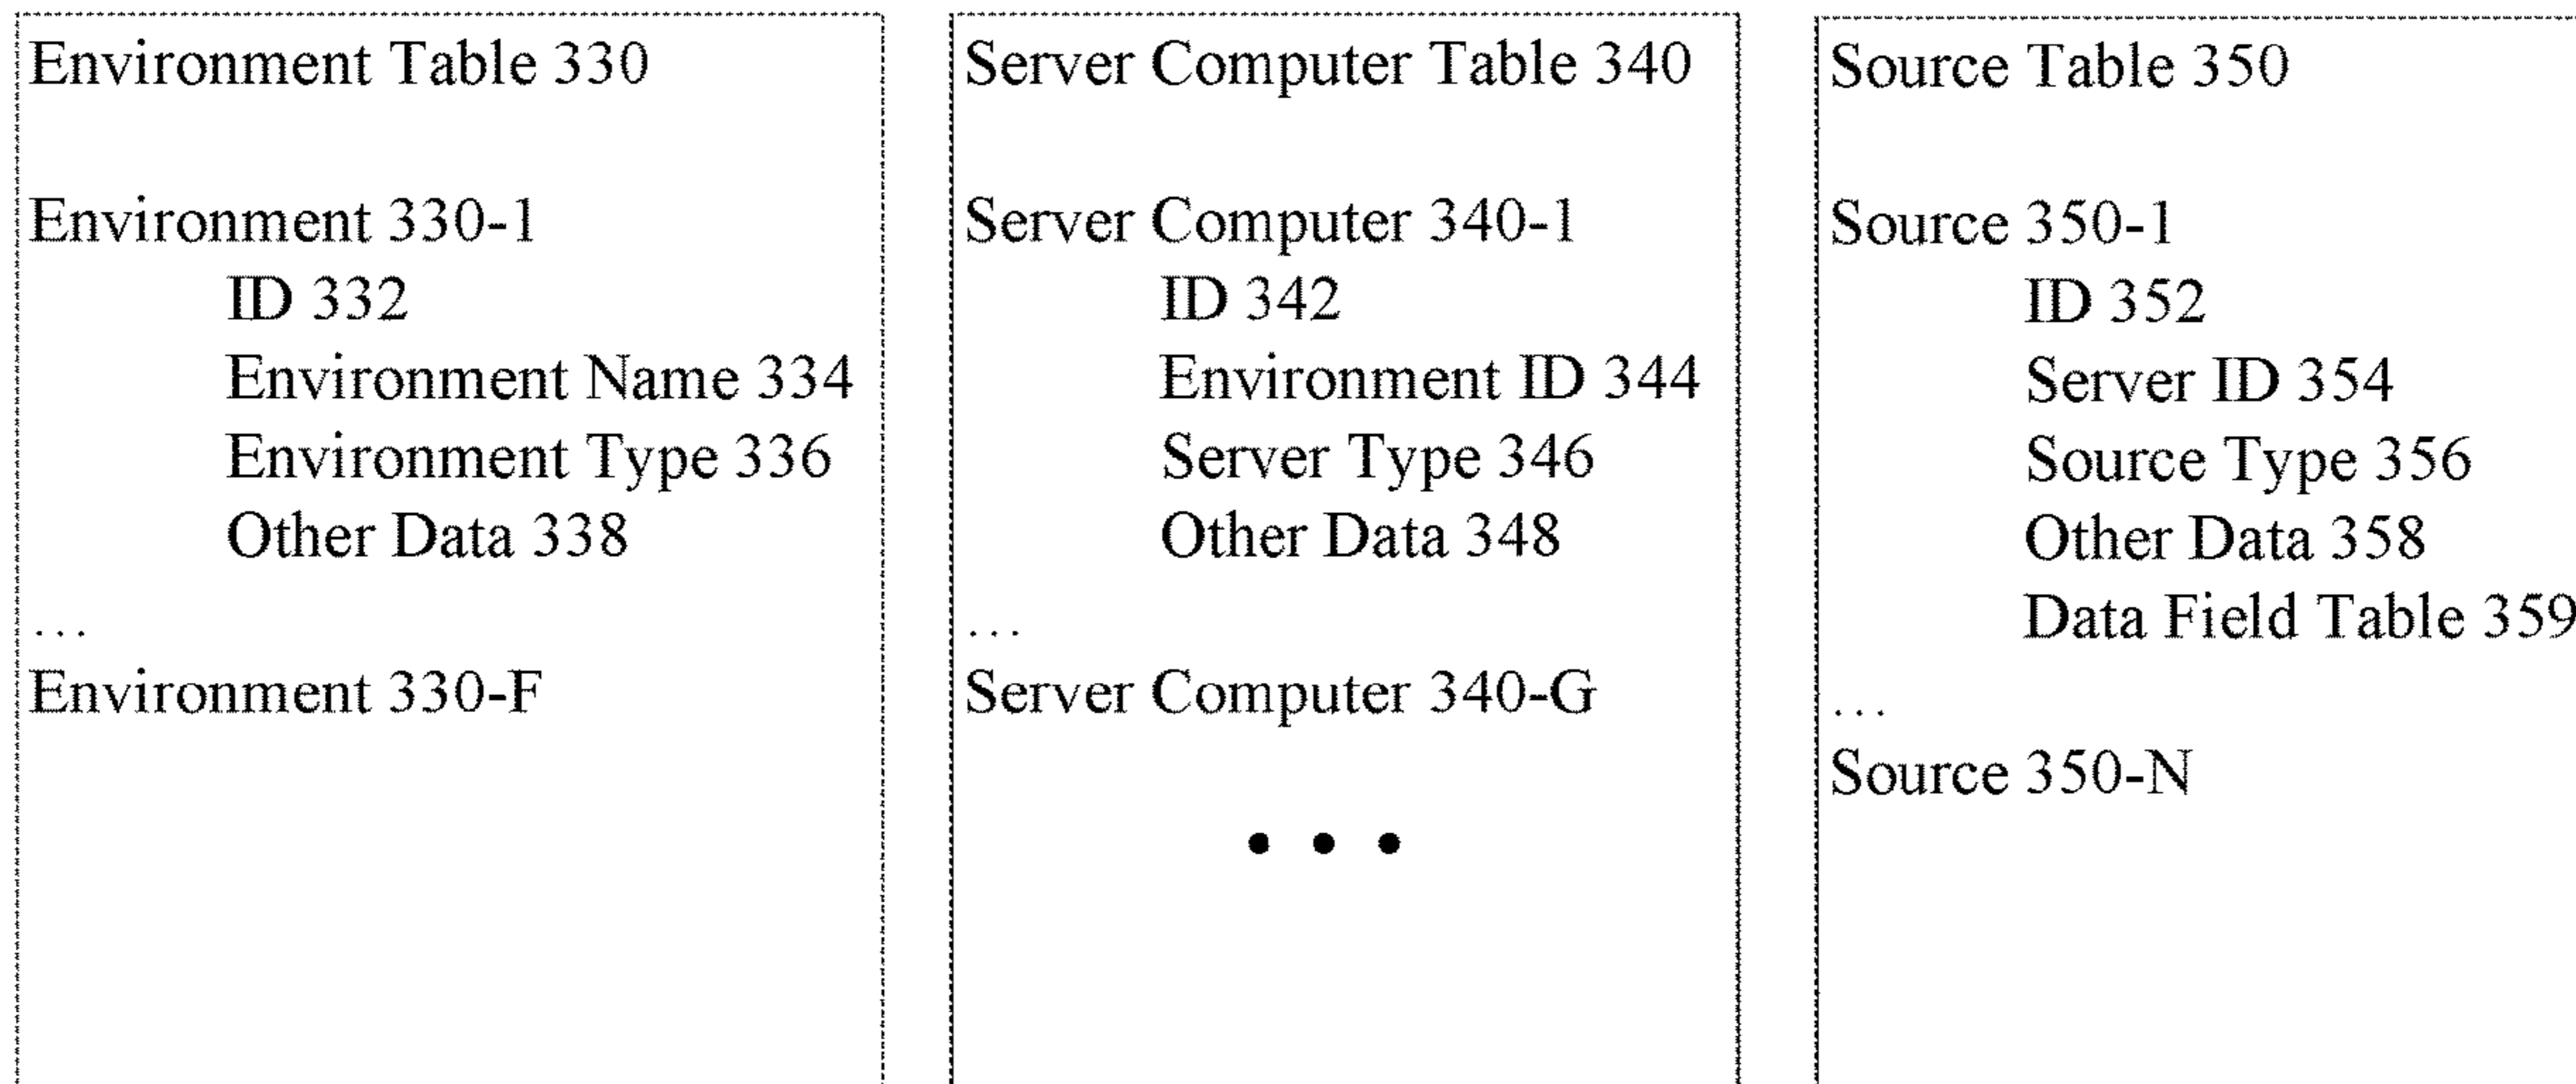 Environment Table 330
Environment 330-1
ID 332
Environment Name 334
Environment Type 336
Other Data 338
...
Environment 330-F
Server Computer Table 340
Server Computer 340-1
ID 342
Environment ID 344
Server Type 346
Other Data 348
...
Server Computer 340-G
• • •
Source Table 350
Source 350-1
ID 352
Server ID 354
Source Type 356
Other Data 358
Data Field Table 359
...
Source 350-N